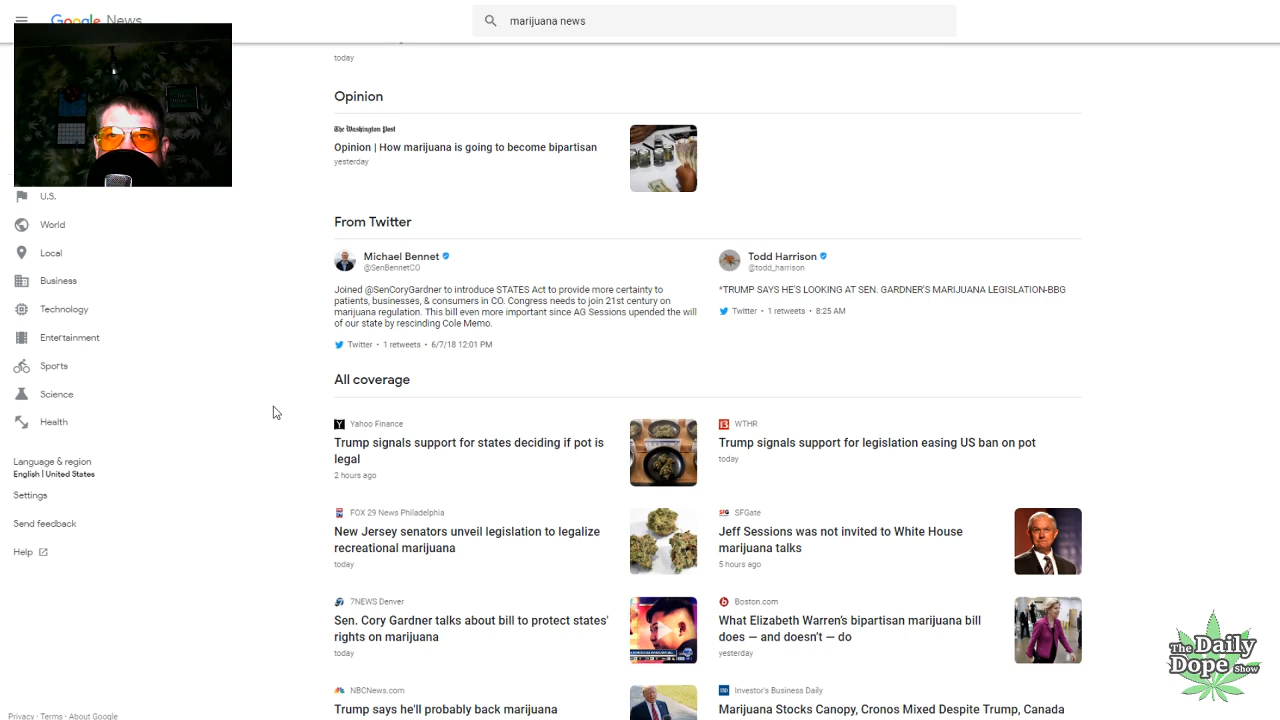 Google News
marijuana news
today
Opinion
The Washington Post
Opinion | How marijuana is going to become bipartisan
yesterday
U.S.
World
Local
Business
Technology
Entertainment
Sports
Science
Health
Language & region
English | United States
Settings
Send feedback
Help
Privacy · Terms · About Google
From Twitter
Michael Bennet
@SenBennetCO
Joined @SenCoryGardner to introduce STATES Act to provide more certainty to
patients, businesses, & consumers in CO. Congress needs to join 21st century on
marijuana regulation. This bill even more important since AG Sessions upended the will
of our state by rescinding Cole Memo.
Twitter • 1 retweets • 6/7/18 12:01 PM
Todd Harrison
@todd_harrison
*TRUMP SAYS HE'S LOOKING AT SEN. GARDNER'S MARIJUANA LEGISLATION-BBG
Twitter • 1 retweets • 8:25 AM
All coverage
Yahoo Finance
Trump signals support for states deciding if pot is
legal
2 hours ago
WTHR
Trump signals support for legislation easing US ban on pot
today
FOX 29 News Philadelphia
New Jersey senators unveil legislation to legalize
recreational marijuana
today
SFGate
Jeff Sessions was not invited to White House
marijuana talks
5 hours ago
7NEWS Denver
Sen. Cory Gardner talks about bill to protect states'
rights on marijuana
today
Boston.com
What Elizabeth Warren's bipartisan marijuana bill
does — and doesn't — do
yesterday
NBCNews.com
Trump says he'll probably back marijuana
Investor's Business Daily
Marijuana Stocks Canopy, Cronos Mixed Despite Trump, Canada
The Daily
Dope Show